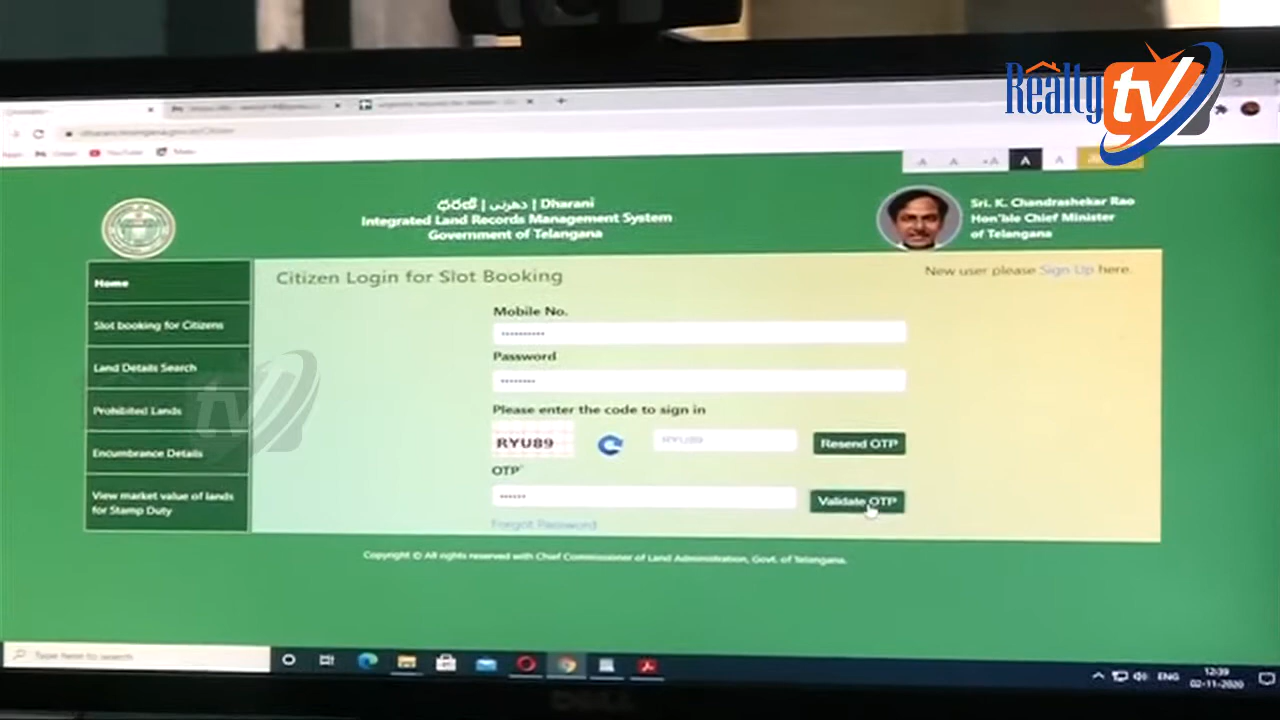 Realty tv
A A +A A A
ధరణి | دھرنی | Dharani
Integrated Land Records Management System
Government of Telangana
Sri. K. Chandrashekar Rao
Hon'ble Chief Minister
of Telangana
Home
Slot booking for Citizens
Land Details Search
Prohibited Lands
Encumbrance Details
View market value of lands
for Stamp Duty
Citizen Login for Slot Booking
New user please Sign Up here.
Mobile No.
Password
Please enter the code to sign in
RYU89
RYU89
Resend OTP
OTP*
Validate OTP
Forgot Password
tv
Copyright © All rights reserved with Chief Commissioner of Land Administration, Govt. of Telangana.
Type here to search
ENG
12:39
02-11-2020
DELL